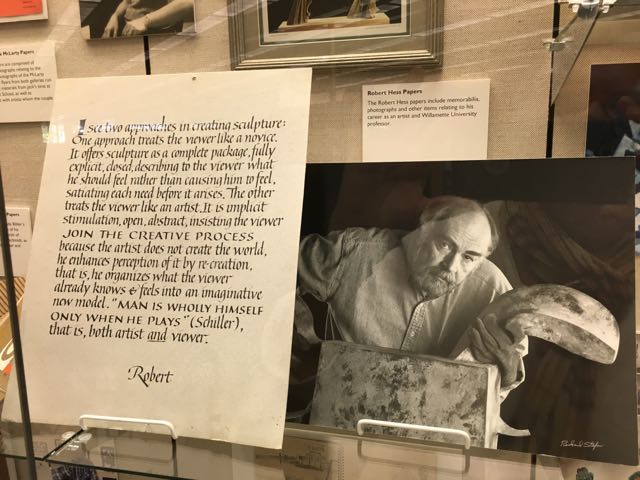 McLarty Papers
Robert Hess Papers
The Robert Hess papers include memorabilia,
photographs and other items relating to his
career as an artist and Willamette University
professor.
I see two approaches in creating sculpture:
One approach treats the viewer like a novice.
It offers sculpture as a complete package, fully
explicit, closed, describing to the viewer what
he should feel rather than causing him to feel,
satiating each need before it arises. The other
treats the viewer like an artist. It is implicit
stimulation, open, abstract, insisting the viewer
JOIN THE CREATIVE PROCESS
because the artist does not create the world,
he enhances perception of it by re-creation,
that is, he organizes what the viewer
already knows & feels into an imaginative
new model. "MAN IS WHOLLY HIMSELF
ONLY WHEN HE PLAYS" (Schiller),
that is, both artist and viewer.
Robert
Papers